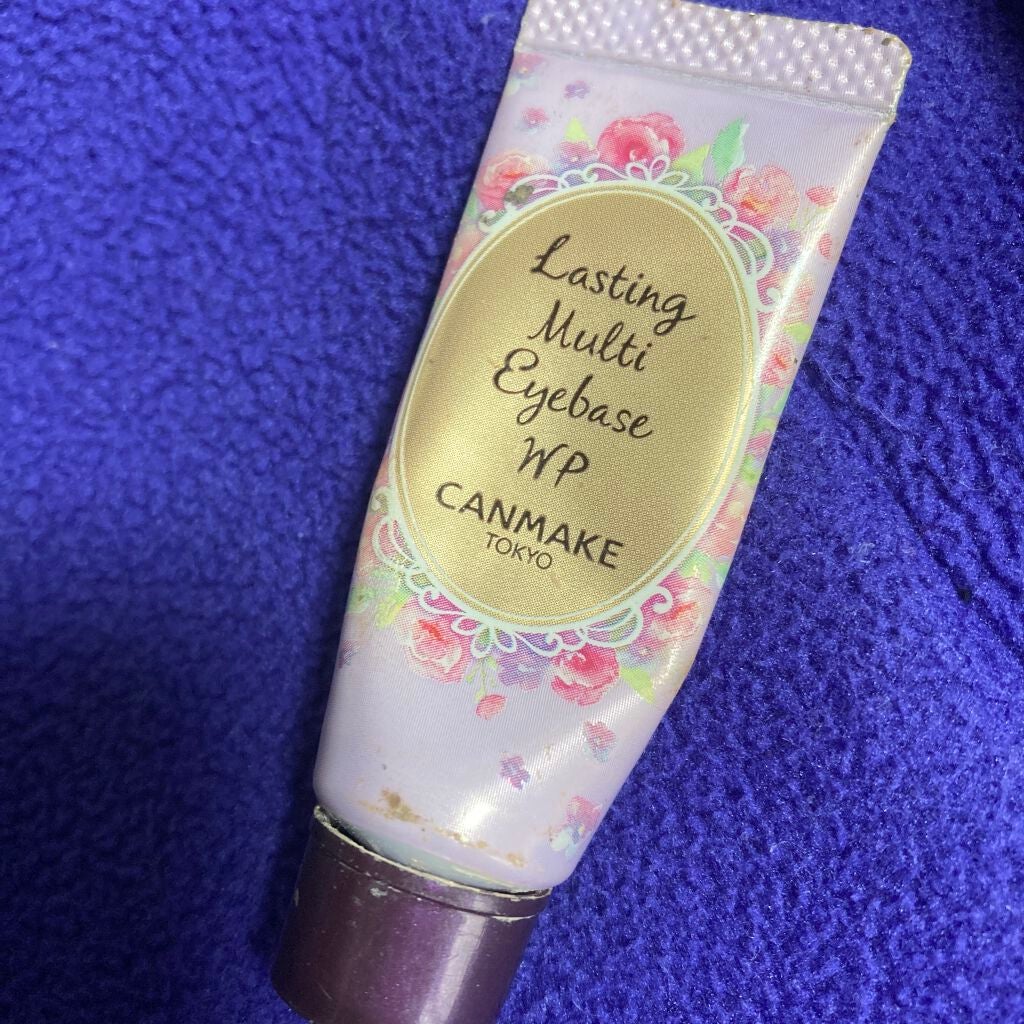 Lasting
Multi
Eyebase
WP
CANMAKE
TOKYO